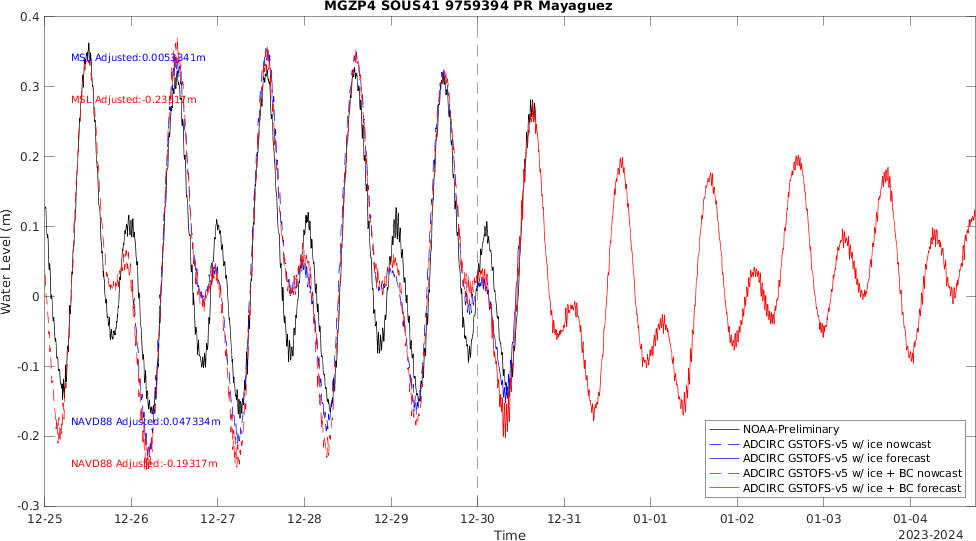 MGZP4 SOUS41 9759394 PR Mayaguez
0.4
0.3
0.2
0.1
0
-0.1
-0.2
-0.3
Water Level (m)
MSL Adjusted:
MSL Adjusted:
NAVD88 Adjusted:0.047334m
NAVD88 Adjusted:-0.19317m
NOAA-Preliminary
ADCIRC GSTOFS-v5 w/ ice nowcast
ADCIRC GSTOFS-v5 w/ ice forecast
ADCIRC GSTOFS-v5 w/ ice + BC nowcast
ADCIRC GSTOFS-v5 w/ ice + BC forecast
12-25
12-26
12-27
12-28
12-29
12-30
12-31
01-01
01-02
01-03
01-04
Time
2023-2024